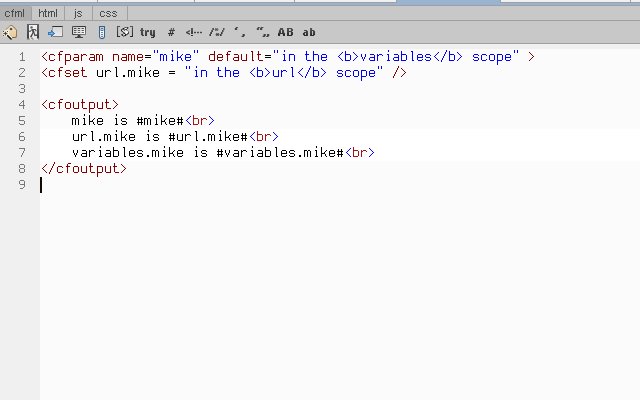 cfml html js css
try # <!-- /*/ ‘, “,, AB ab
1 <cfparam name="mike" default="in the <b>variables</b> scope" >
2 <cfset url.mike = "in the <b>url</b> scope" />
3
4 <cfoutput>
5 mike is #mike#<br>
6 url.mike is #url.mike#<br>
7 variables.mike is #variables.mike#<br>
8 </cfoutput>
9